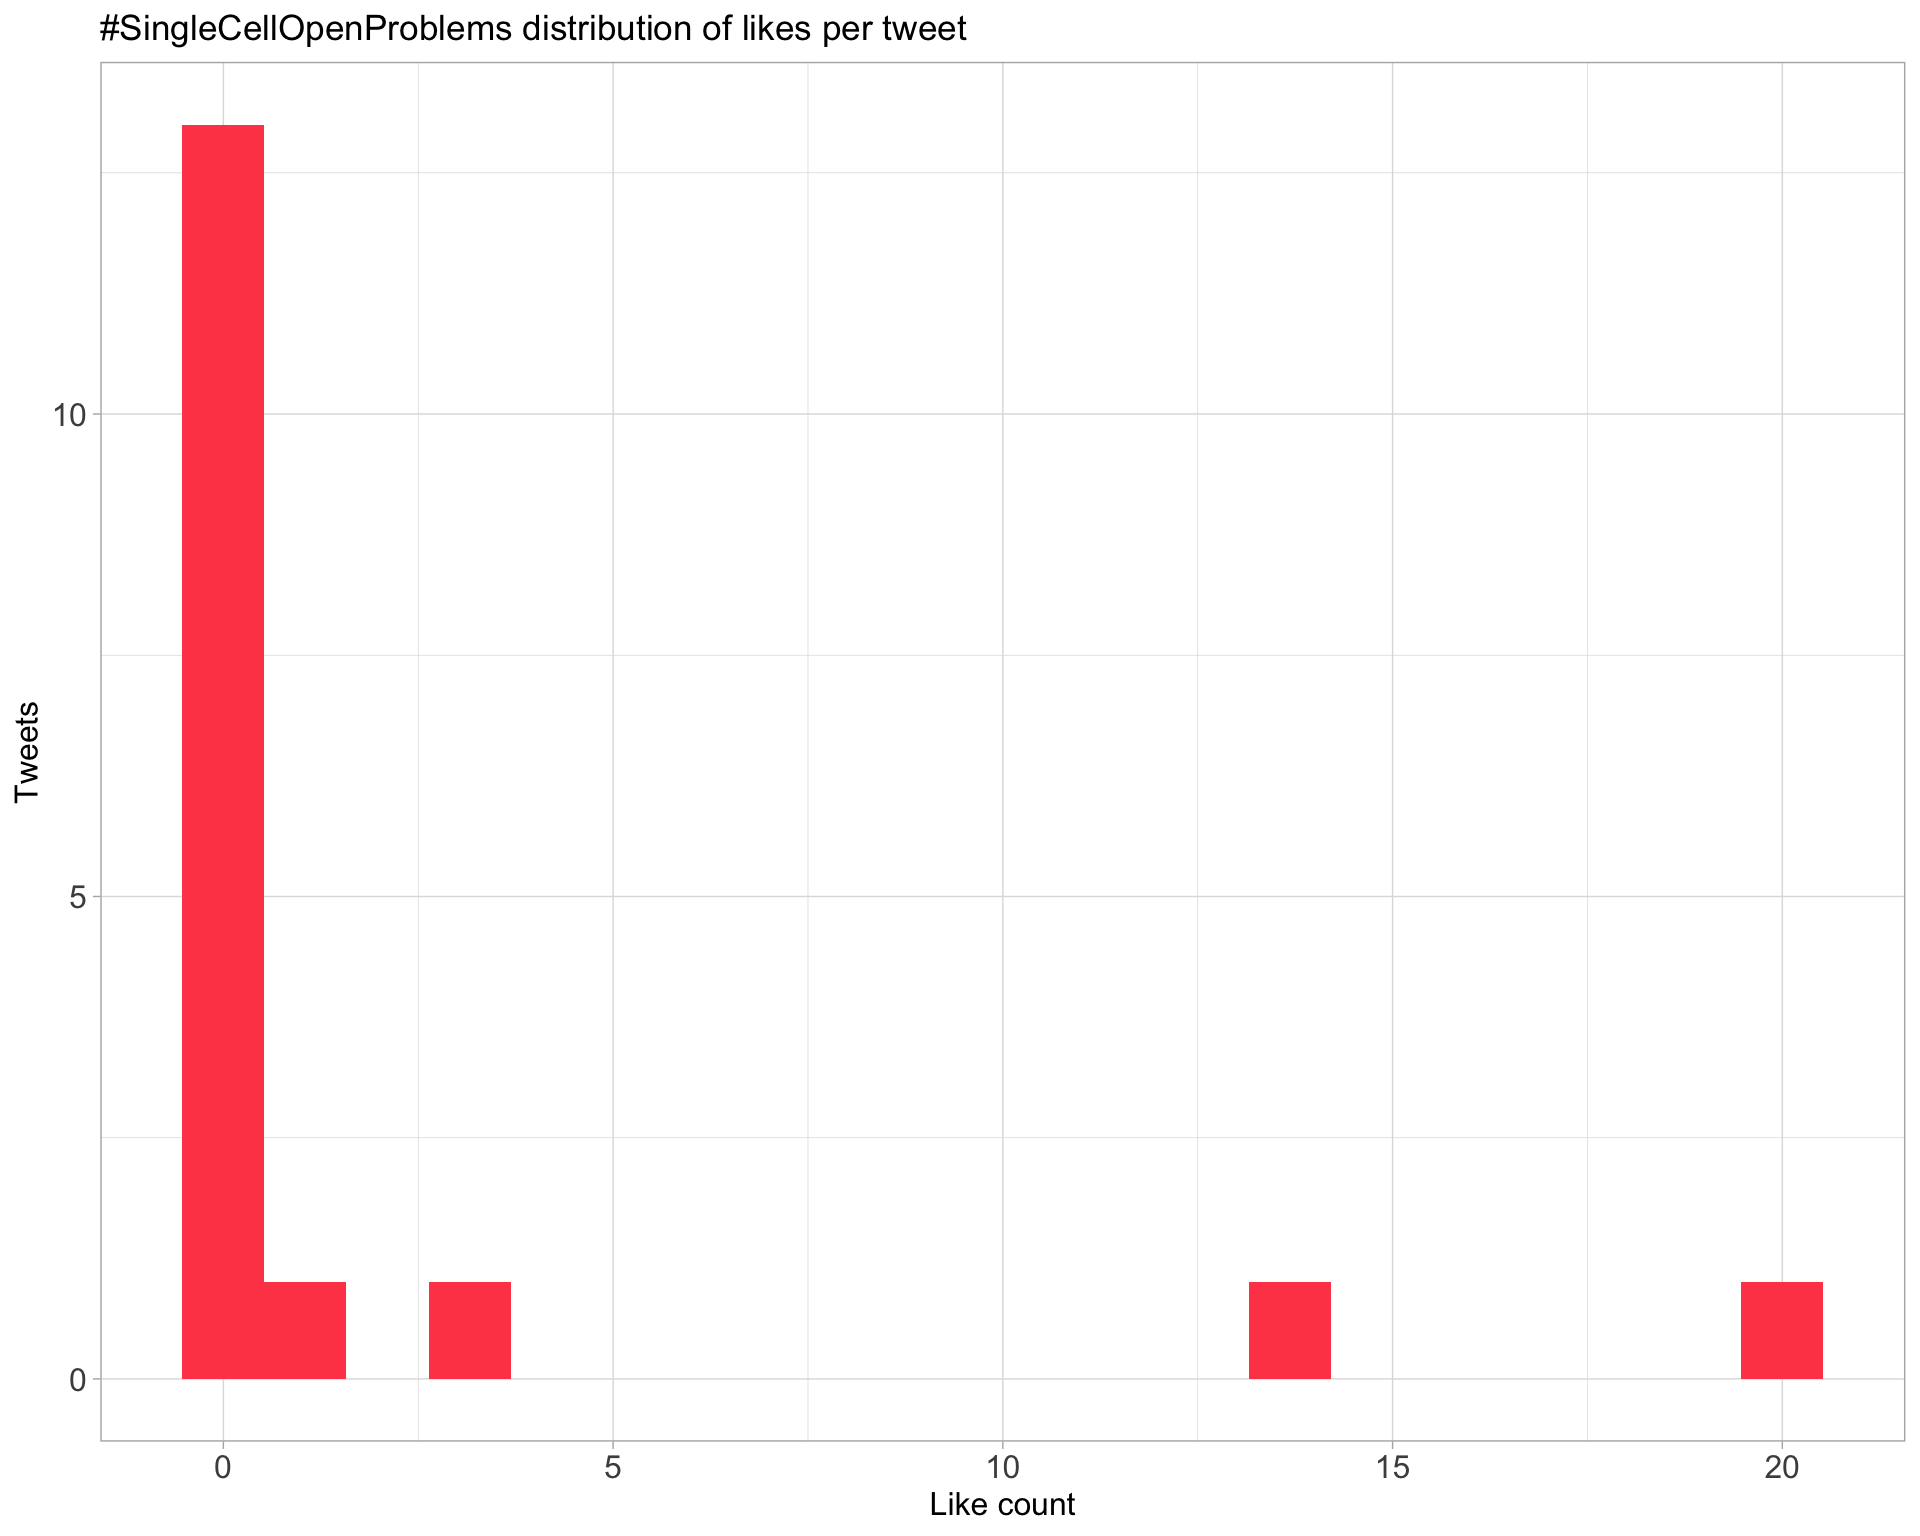 #SingleCellOpenProblems distribution of likes per tweet
10
5
0
Tweets
0 5 10 15 20
Like count